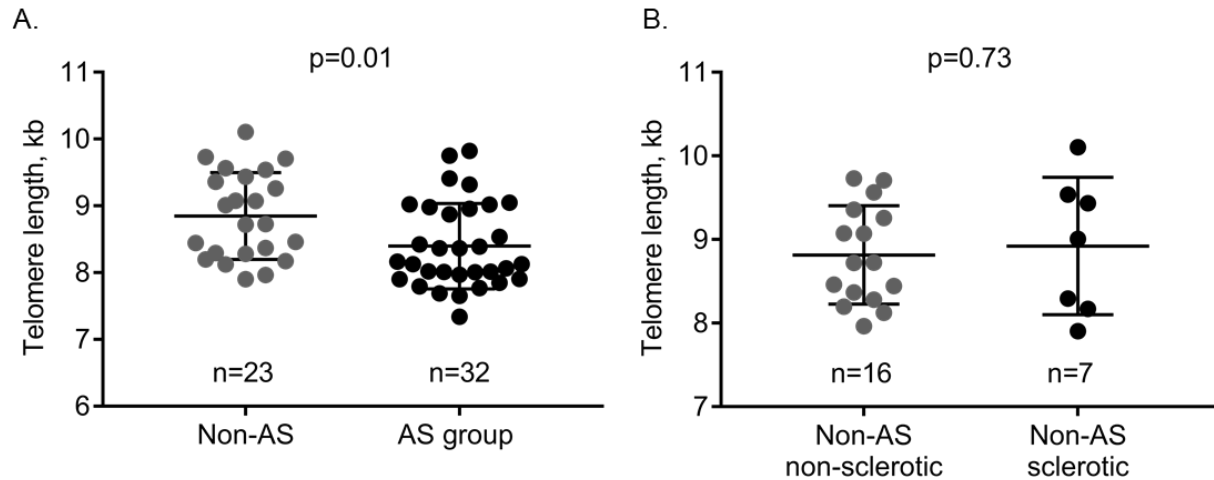 A.
p=0.01
Telomere length, kb
11
10
9
8
7
6
n=23
n=32
Non-AS
AS group
B.
p=0.73
Telomere length, kb
11
10
9
8
7
n=16
n=7
Non-AS
non-sclerotic
Non-AS
sclerotic